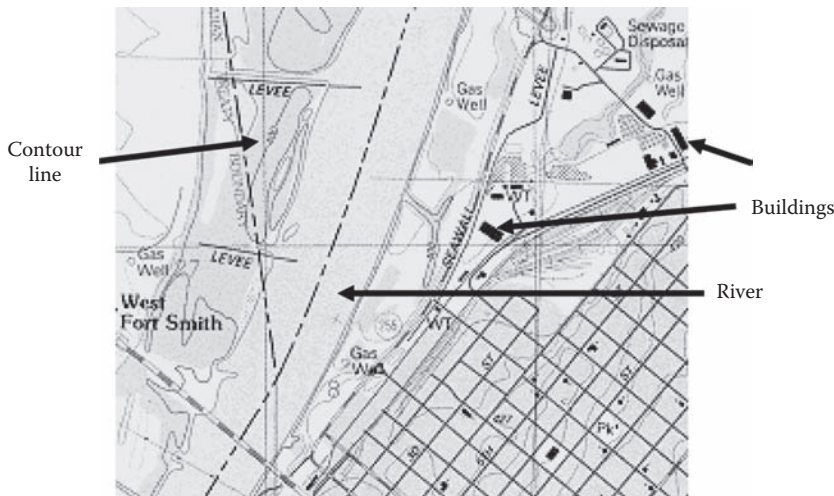 Contour
line
Buildings
River
Sewage
Disposal
Gas
Well
LEVEE
Gas
Well
LEVEE
WT
SEAWALL
LEVEE
Gas
Well
West
Fort Smith
256
WT
Gas
Well
Pk